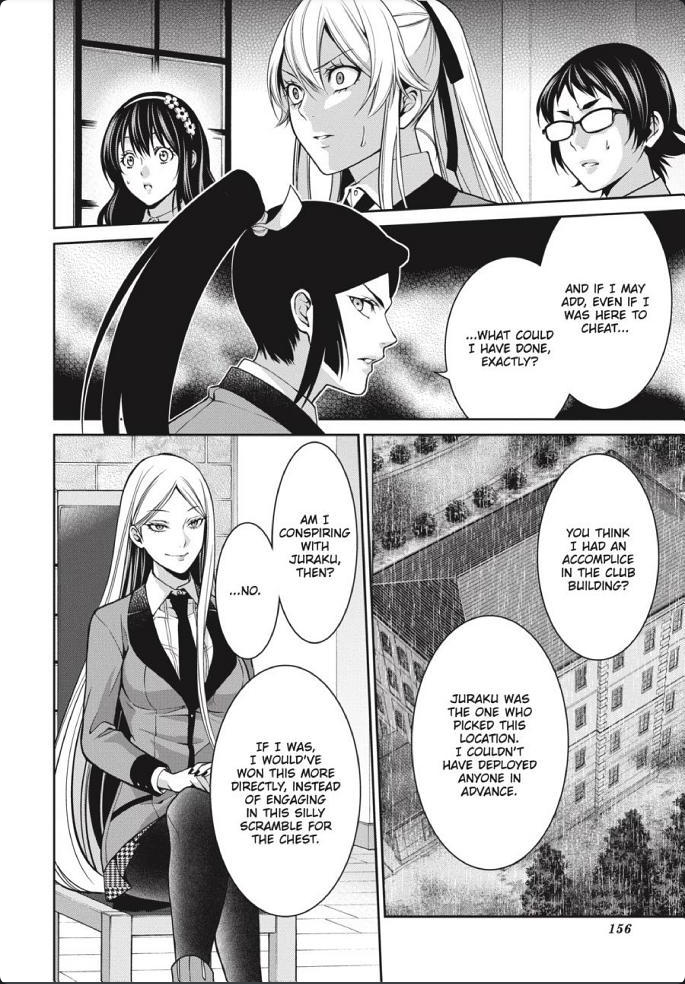 AND IF I MAY
ADD, EVEN IF I
WAS HERE TO
CHEAT...
...WHAT COULD
I HAVE DONE,
EXACTLY?
YOU THINK
I HAD AN
ACCOMPLICE
IN THE CLUB
BUILDING?
JURAKU WAS
THE ONE WHO
PICKED THIS
LOCATION.
I COULDN'T
HAVE DEPLOYED
ANYONE IN
ADVANCE.
AM I
CONSPIRING
WITH
JURAKU,
THEN?
...NO.
IF I WAS,
I WOULD'VE
WON THIS MORE
DIRECTLY, INSTEAD
OF ENGAGING
IN THIS SILLY
SCRAMBLE FOR
THE CHEST.
156